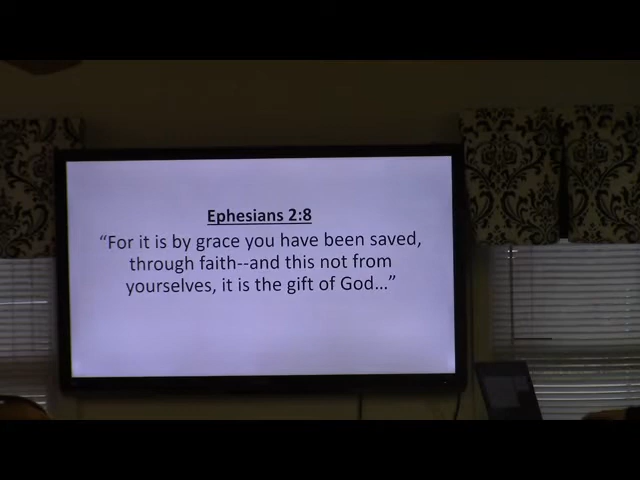 Ephesians 2:8
“For it is by grace you have been saved,
through faith--and this not from
yourselves, it is the gift of God…”